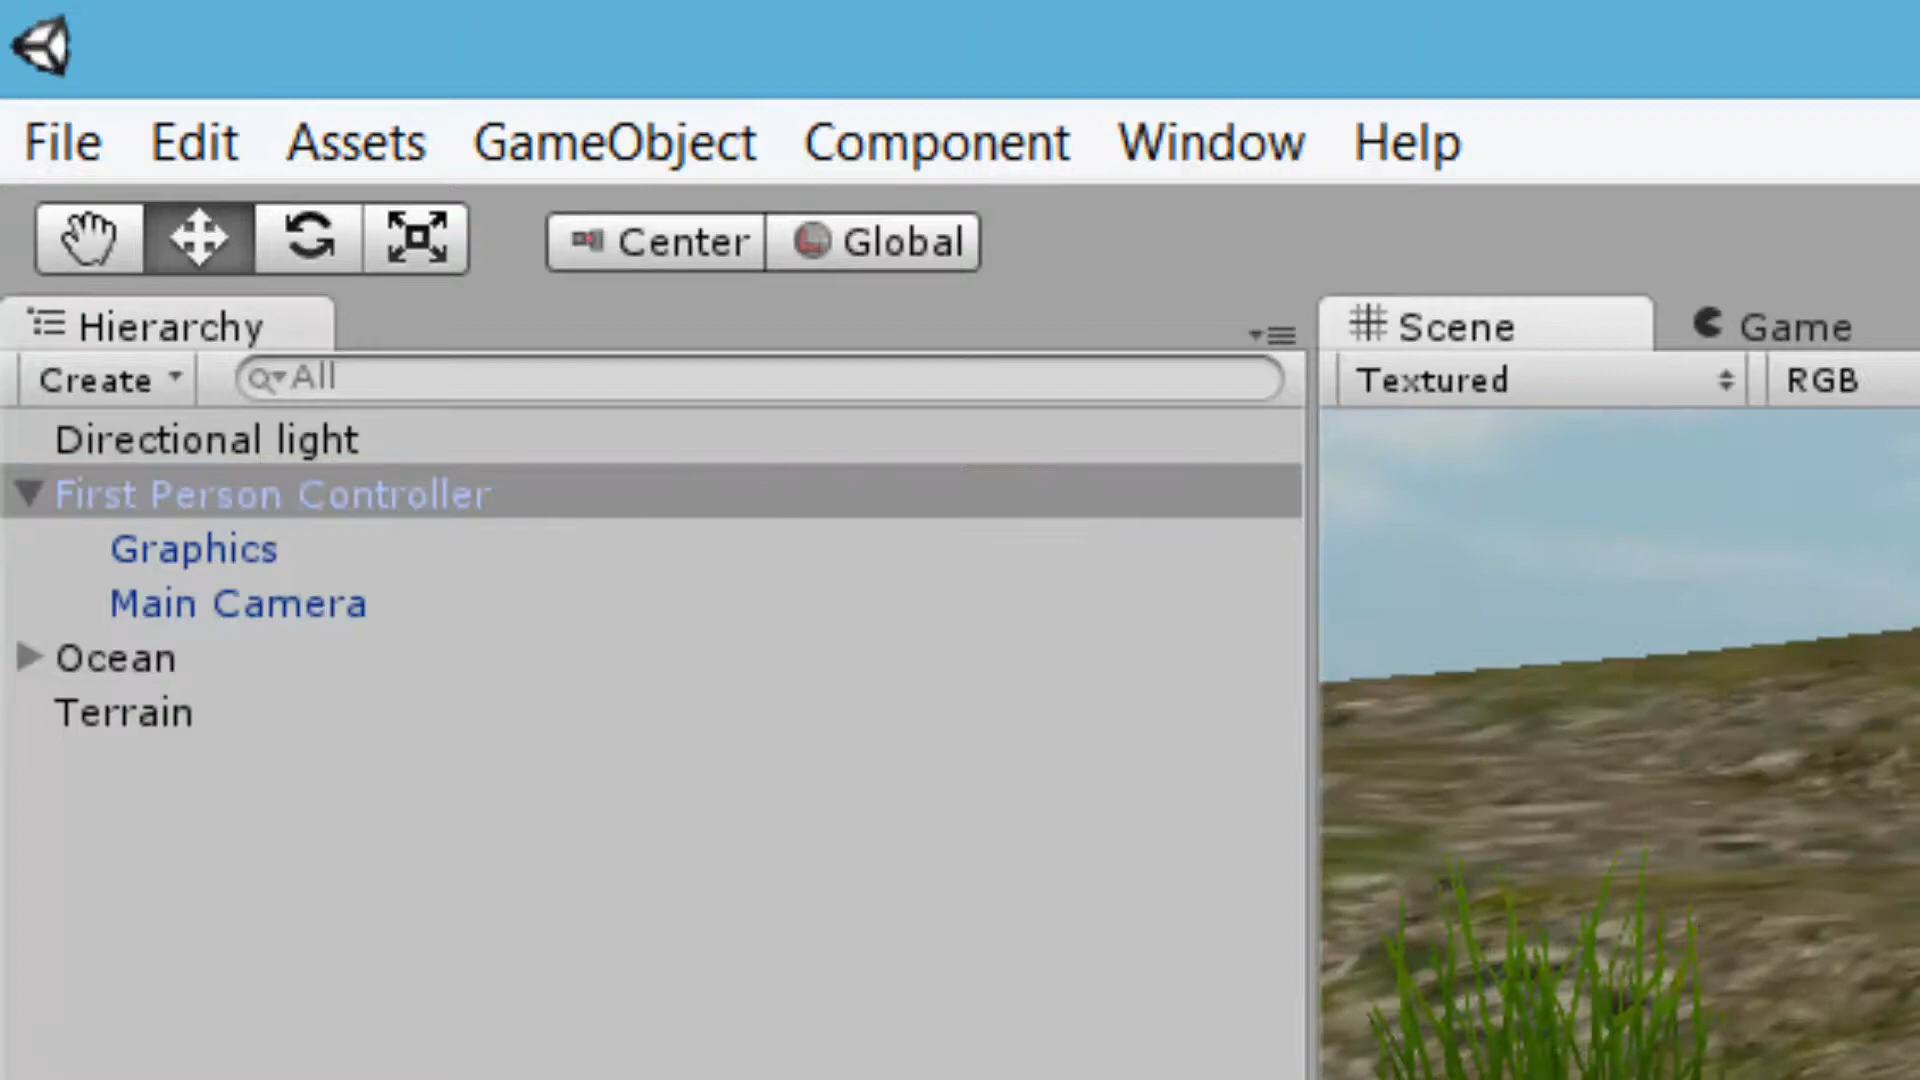 File Edit Assets GameObject Component Window Help
Center Global
Hierarchy
Scene Game
Create All
Textured RGB
Directional light
First Person Controller
Graphics
Main Camera
Ocean
Terrain